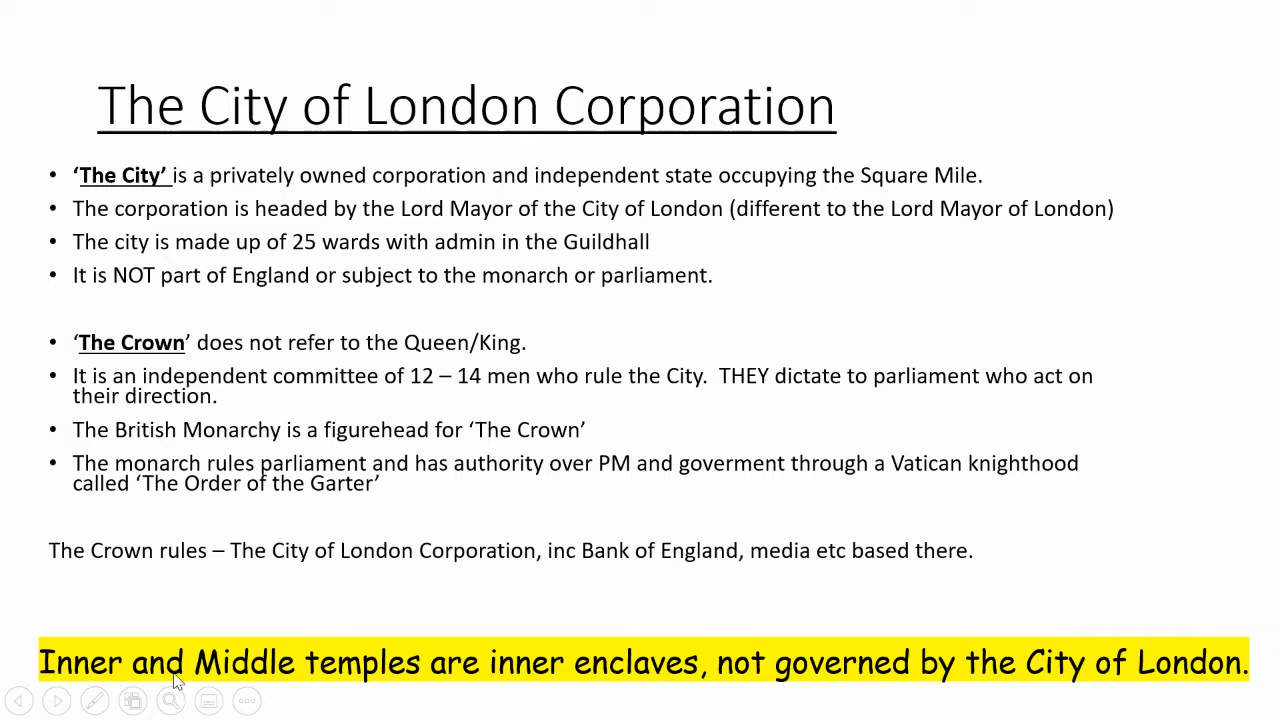 The City of London Corporation
• ‘The City’ is a privately owned corporation and independent state occupying the Square Mile.
• The corporation is headed by the Lord Mayor of the City of London (different to the Lord Mayor of London)
• The city is made up of 25 wards with admin in the Guildhall
• It is NOT part of England or subject to the monarch or parliament.
• ‘The Crown’ does not refer to the Queen/King.
• It is an independent committee of 12 – 14 men who rule the City.  THEY dictate to parliament who act on
their direction.
• The British Monarchy is a figurehead for ‘The Crown’
• The monarch rules parliament and has authority over PM and goverment through a Vatican knighthood
called ‘The Order of the Garter’
The Crown rules – The City of London Corporation, inc Bank of England, media etc based there.
Inner and Middle temples are inner enclaves, not governed by the City of London.